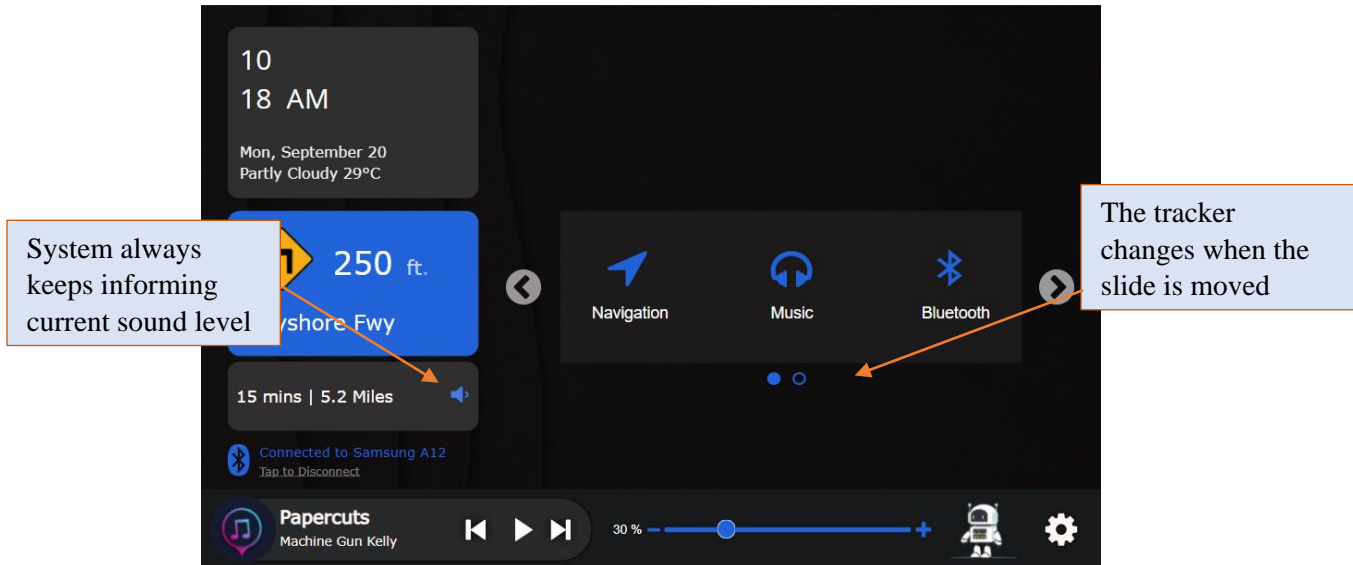 10
18 AM
Mon, September 20
Partly Cloudy 29°C
System always
keeps informing
current sound level
250 ft.
yshore Fwy
15 mins | 5.2 Miles
Connected to Samsung A12
Tap to Disconnect
Navigation
Music
Bluetooth
The tracker
changes when the
slide is moved
Papercuts
Machine Gun Kelly
30 %